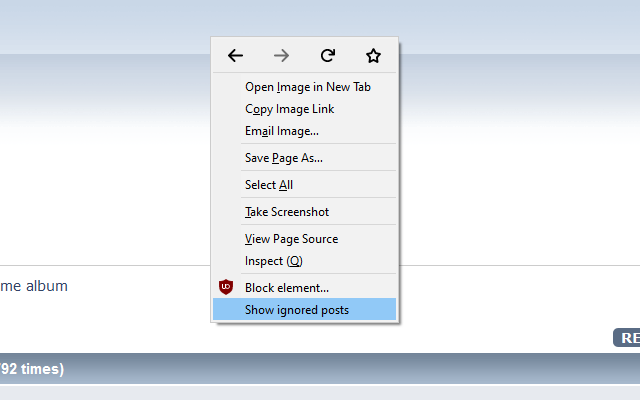 Open Image in New Tab
Copy Image Link
Email Image...
Save Page As...
Select All
Take Screenshot
View Page Source
Inspect (Q)
Block element...
Show ignored posts
me album
RE
92 times)